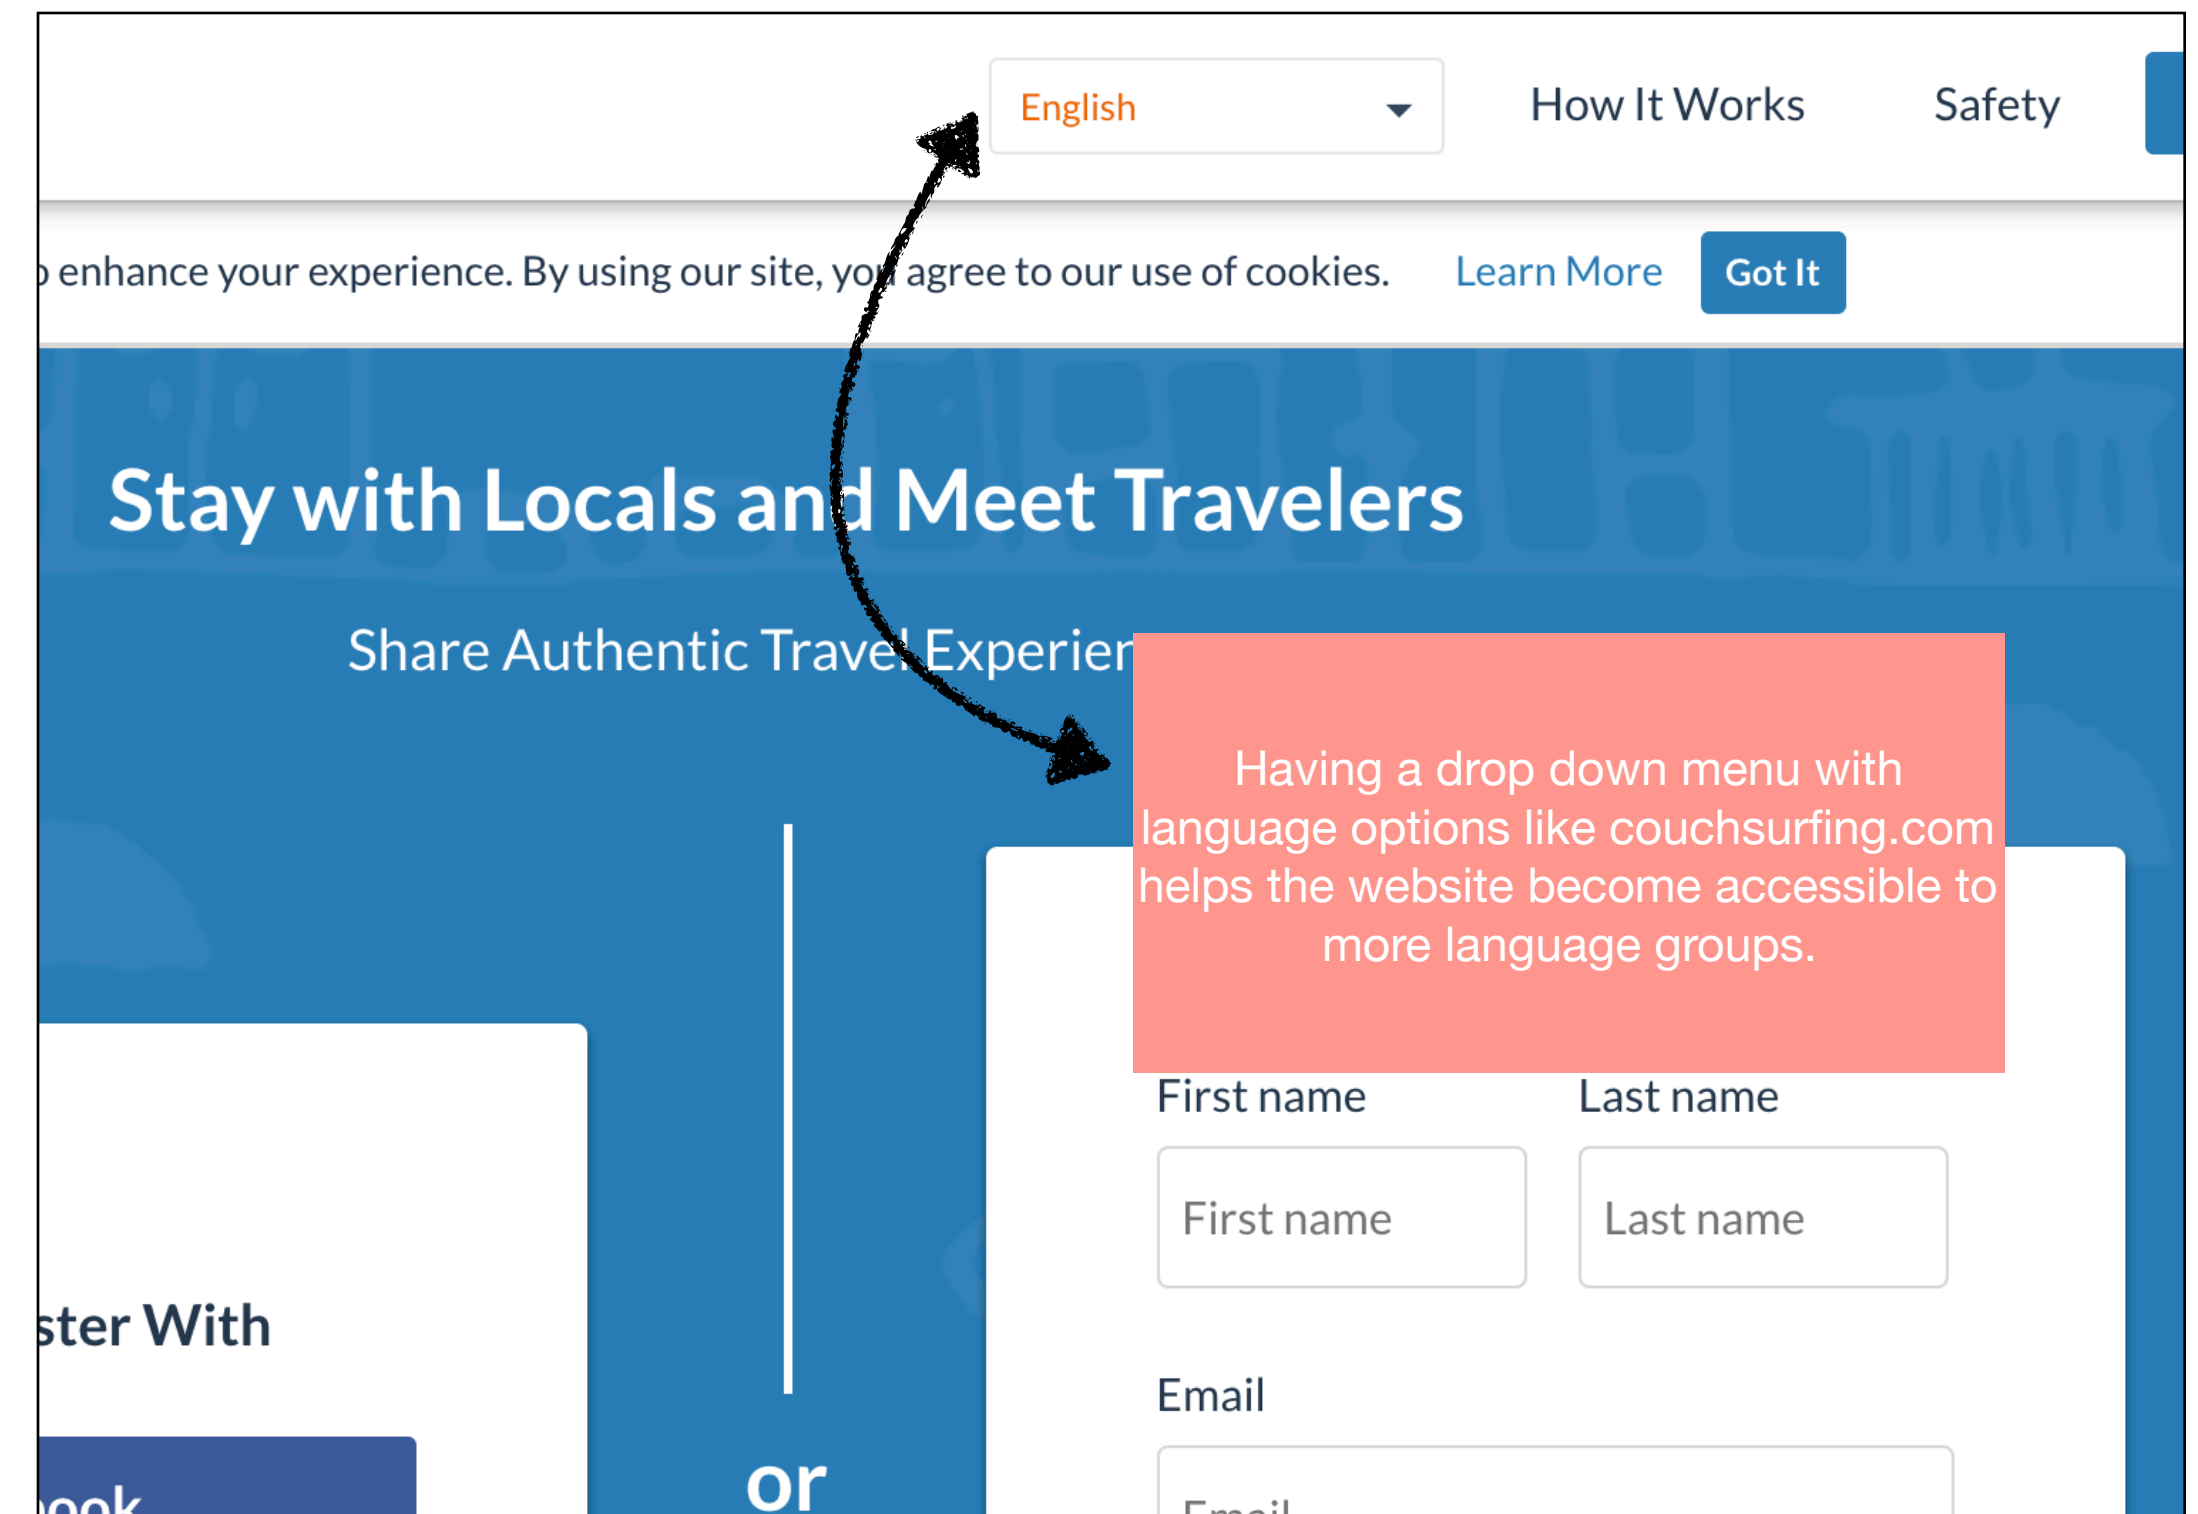 English
How It Works
Safety
enhance your experience. By using our site, you agree to our use of cookies.
Learn More
Got It
Stay with Locals and Meet Travelers
Share Authentic Travel Experien
Having a drop down menu with
language options like couchsurfing.com
helps the website become accessible to
more language groups.
First name
Last name
First name
Last name
ster With
Email
or
ook
Email